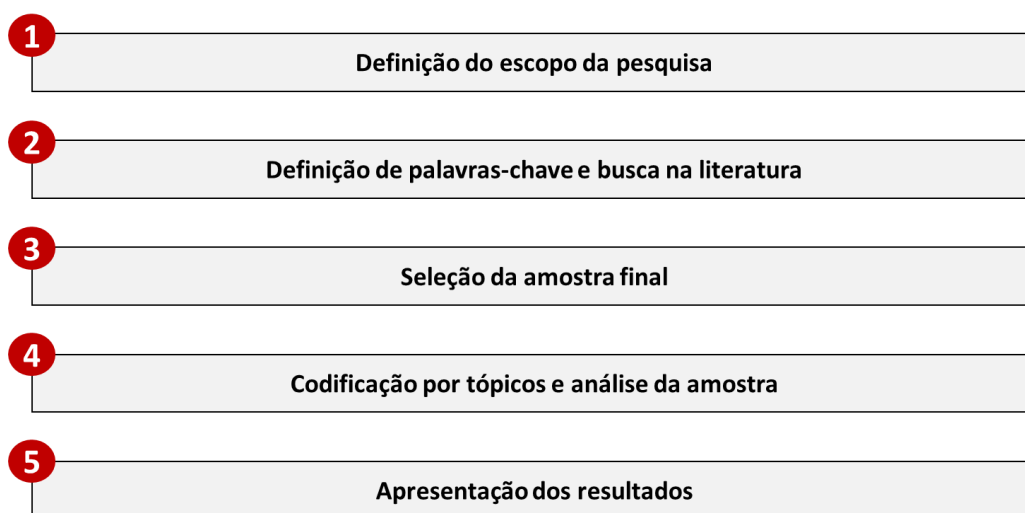 1
Definição do escopo da pesquisa
2
Definição de palavras-chave e busca na literatura
3
Seleção da amostra final
4
Codificação por tópicos e análise da amostra
5
Apresentação dos resultados